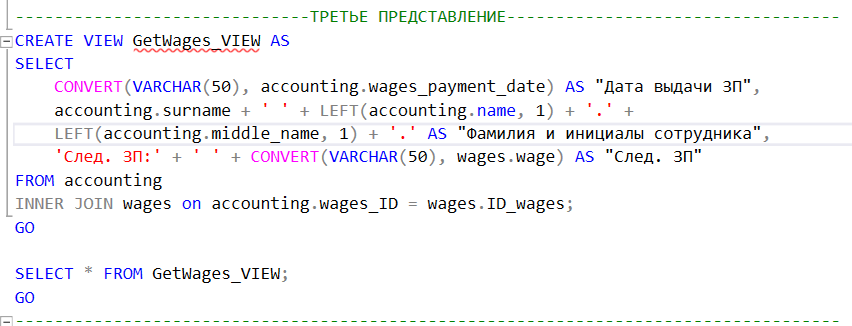 ------------------------------ТРЕТЬЕ ПРЕДСТАВЛЕНИЕ----------------------------------
CREATE VIEW GetWages_VIEW AS
SELECT
    CONVERT(VARCHAR(50), accounting.wages_payment_date) AS "Дата выдачи ЗП",
    accounting.surname + ' ' + LEFT(accounting.name, 1) + '.' +
    LEFT(accounting.middle_name, 1) + '.' AS "Фамилия и инициалы сотрудника",
    'След. ЗП:' + ' ' + CONVERT(VARCHAR(50), wages.wage) AS "След. ЗП"
FROM accounting
INNER JOIN wages on accounting.wages_ID = wages.ID_wages;
GO

SELECT * FROM GetWages_VIEW;
GO
------------------------------------------------------------------------------------